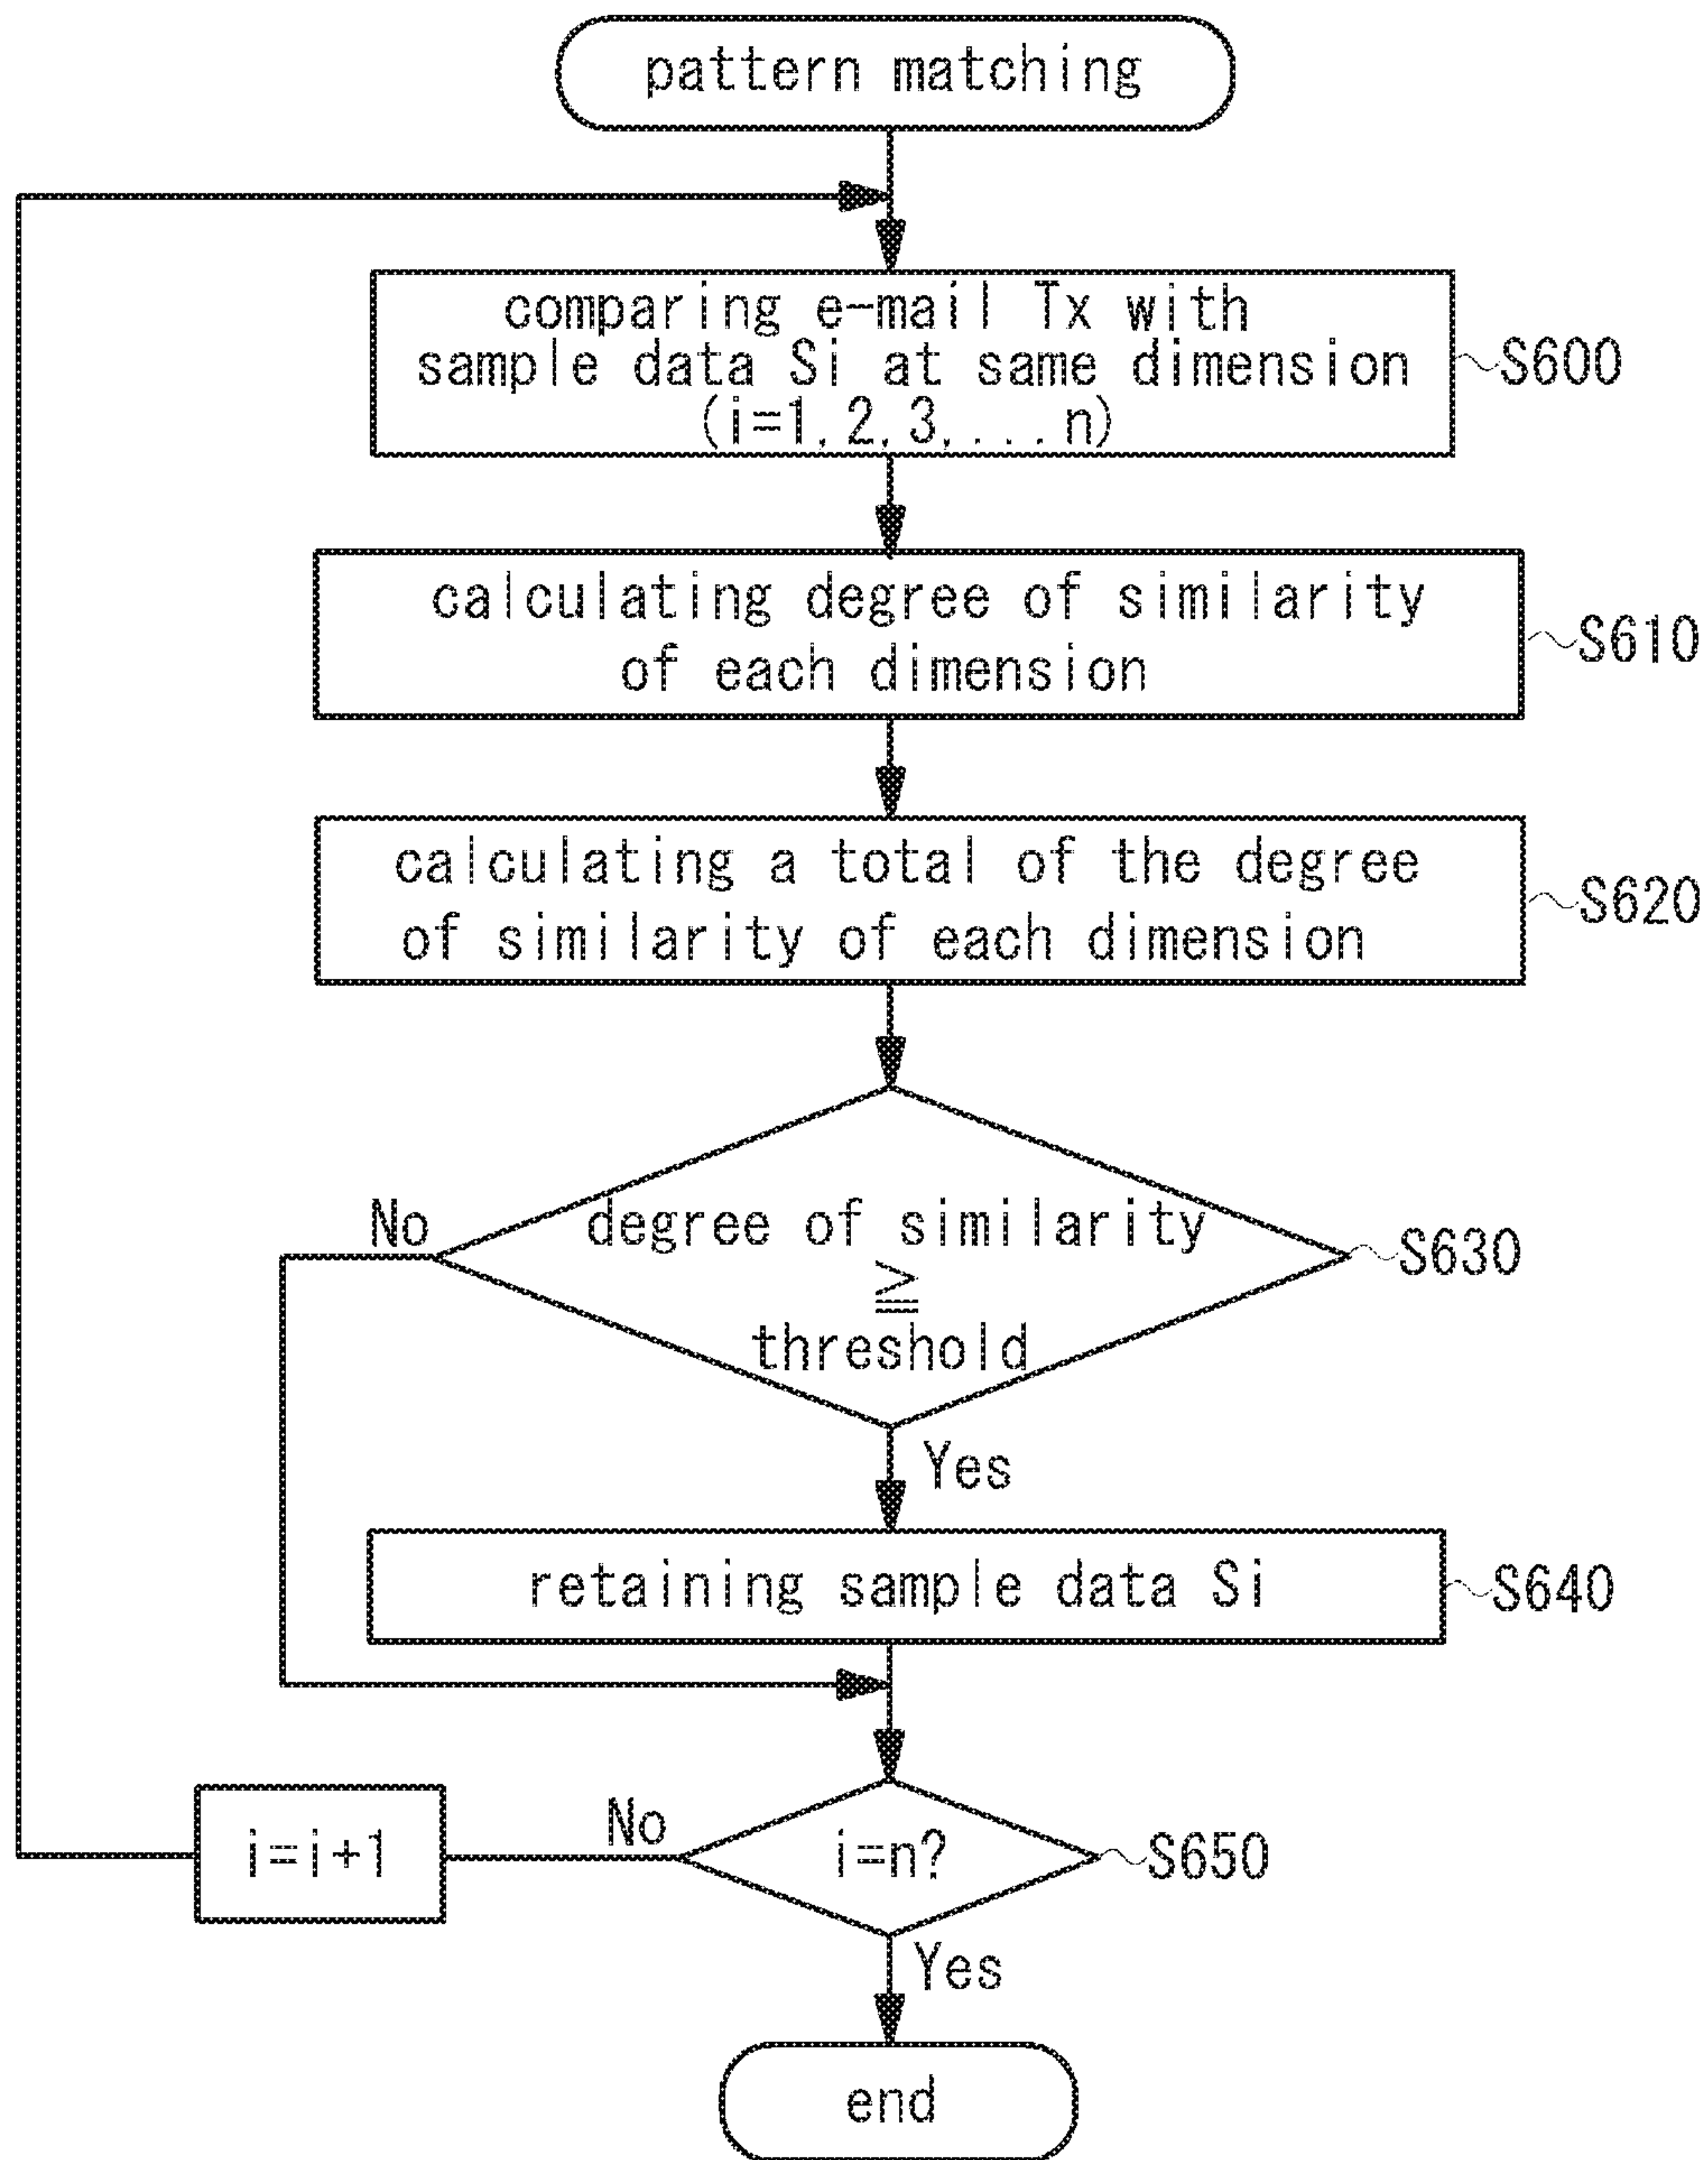 pattern matching
comparing e-mail Tx with
sample data Si at same dimension
(i=1,2,3,...n)
S600
calculating degree of similarity
of each dimension
S610
calculating a total of the degree
of similarity of each dimension
S620
No
degree of similarity
≧
threshold
S630
Yes
retaining sample data Si
S640
i=i+1
No
i=n?
S650
Yes
end